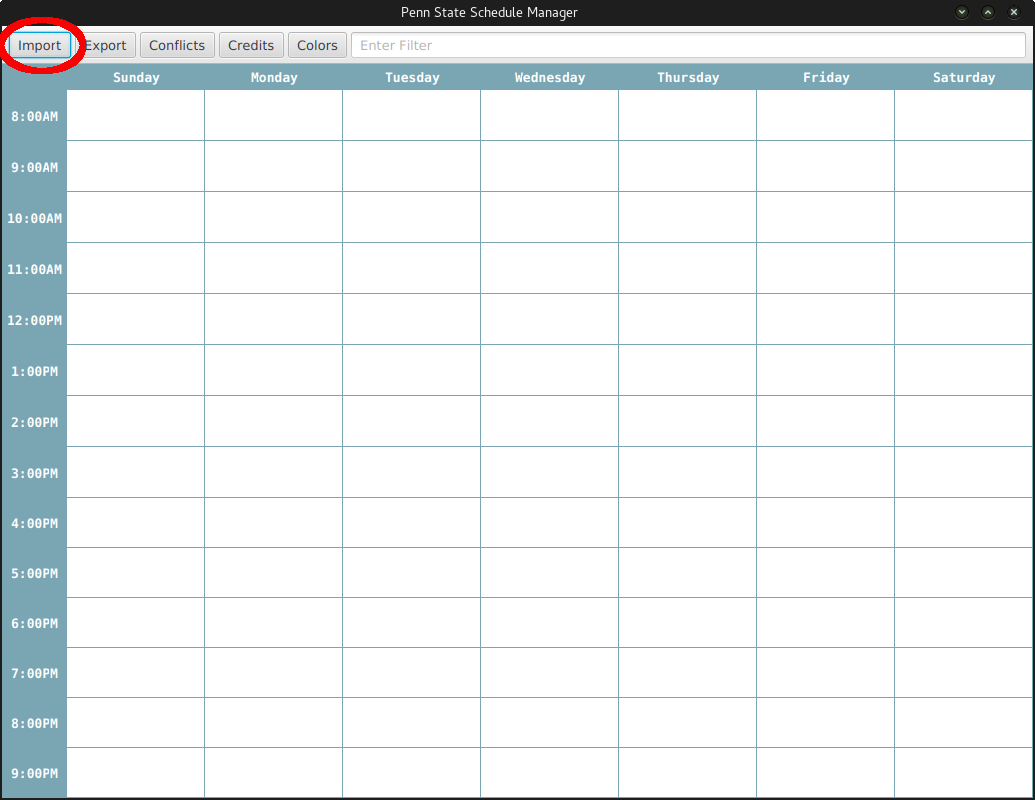 Penn State Schedule Manager
Import Export Conflicts Credits Colors Enter Filter
Sunday Monday Tuesday Wednesday Thursday Friday Saturday
8:00AM
9:00AM
10:00AM
11:00AM
12:00PM
1:00PM
2:00PM
3:00PM
4:00PM
5:00PM
6:00PM
7:00PM
8:00PM
9:00PM